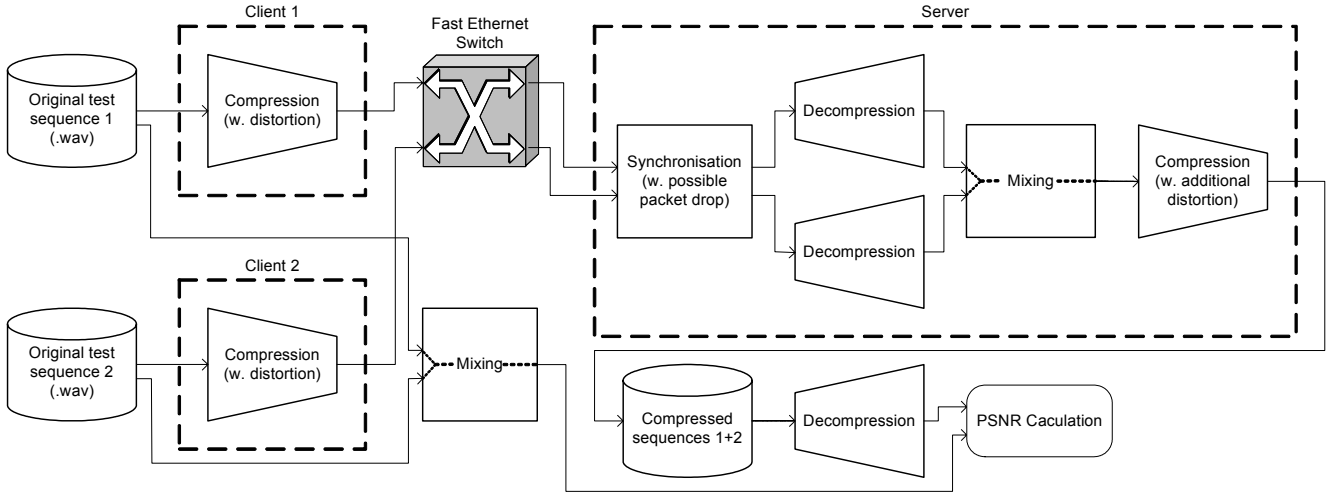 Client 1
Fast Ethernet
Switch
Server
Original test
sequence 1
(.wav)
Compression
(w. distortion)
Decompression
Synchronisation
(w. possible
packet drop)
Mixing
Compression
(w. additional
distortion)
Decompression
Client 2
Original test
sequence 2
(.wav)
Compression
(w. distortion)
Mixing
Compressed
sequences 1+2
Decompression
PSNR Caculation